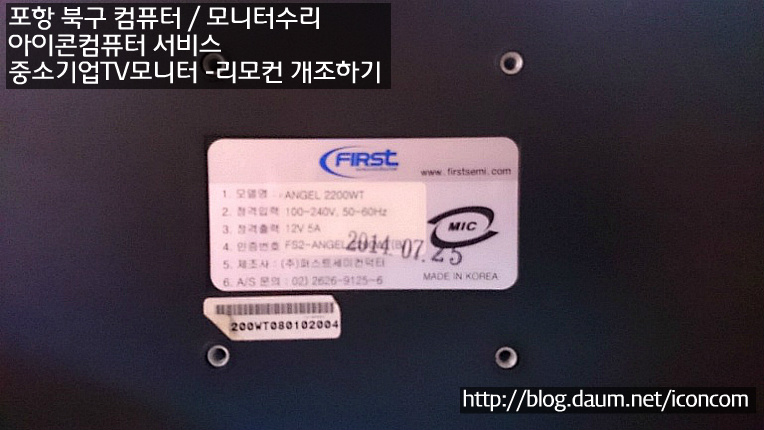 포항 북구 컴퓨터 / 모니터수리
아이콘컴퓨터 서비스
중소기업TV모니터 -리모컨 개조하기
FIRST
www.firstsemi.com
1. 모델명 : ANGEL 2200WT
2. 정격입력 100-240V, 50-60Hz
3. 정격출력 12V 5A
4. 인증번호 FS2-ANGEL
(B)
2014.07.25
MIC
5. 제조사 : (주)퍼스트세미컨덕터
MADE IN KOREA
6. A/S 문의 : 02) 2626-9125-6
200WT080102004
http://blog.daum.net/iconcom